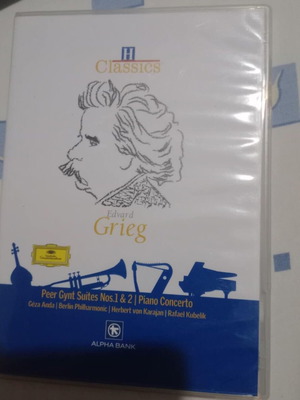 H
Classics
Edvard
Grieg
Peer Gynt Suites Nos.1 & 2 | Piano Concerto
Géza Anda | Berlin Philharmonic | Herbert von Karajan | Rafael Kubelik
ALPHA BANK